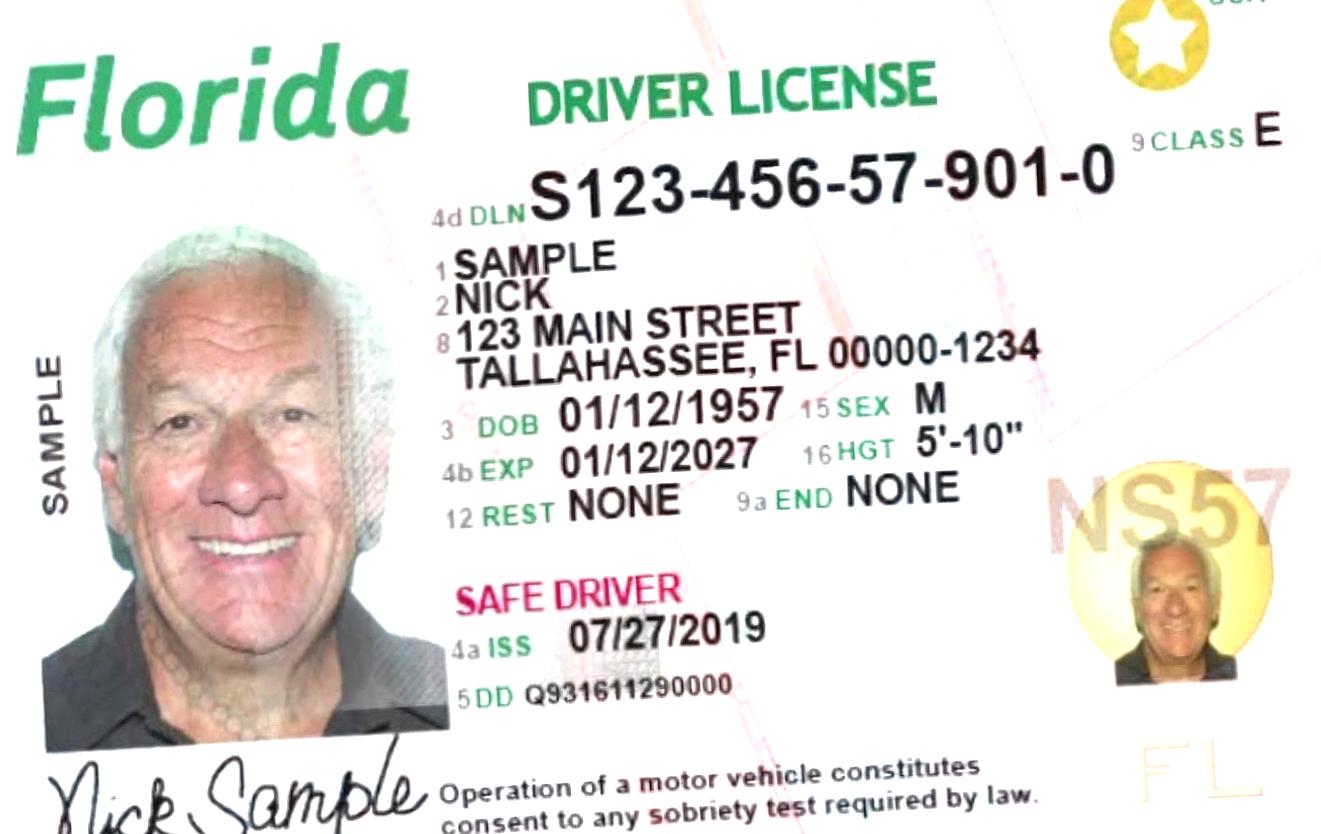 Florida
DRIVER LICENSE
9 CLASS E
4d DLN S123-456-57-901-0
1 SAMPLE
2 NICK
8 123 MAIN STREET
TALLAHASSEE, FL 00000-1234
3 DOB 01/12/1957 15 SEX M
4b EXP 01/12/2027 16 HGT 5'-10"
12 REST NONE 9a END NONE
SAMPLE
NS57
SAFE DRIVER
4a ISS 07/27/2019
5 DD Q931611290000
FL
Nick Sample
Operation of a motor vehicle constitutes
consent to any sobriety test required by law.